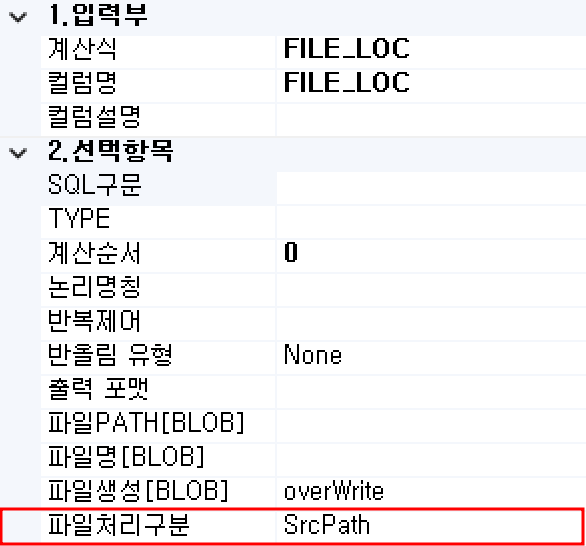 1.입력부
계산식 FILE_LOC
컬럼명 FILE_LOC
컬럼설명
2.선택항목
SQL구문
TYPE
계산순서 0
논리명칭
반복제어
반올림 유형 None
출력 포맷
파일PATH[BLOB]
파일명[BLOB]
파일생성[BLOB] overWrite
파일처리구분 SrcPath